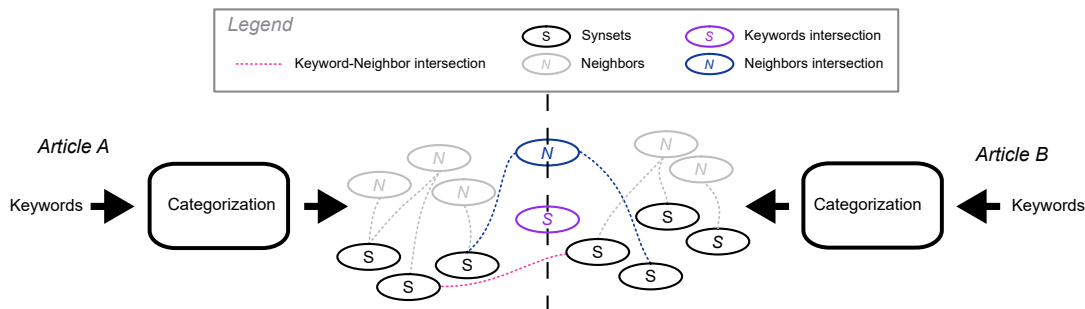 Legend
S Synsets
S Keywords intersection
Keyword-Neighbor intersection
N Neighbors
N Neighbors intersection
Article A
Article B
Keywords
Categorization
Categorization
Keywords
N
N
N
N
N
N
S
S
S
S
S
S
S
S